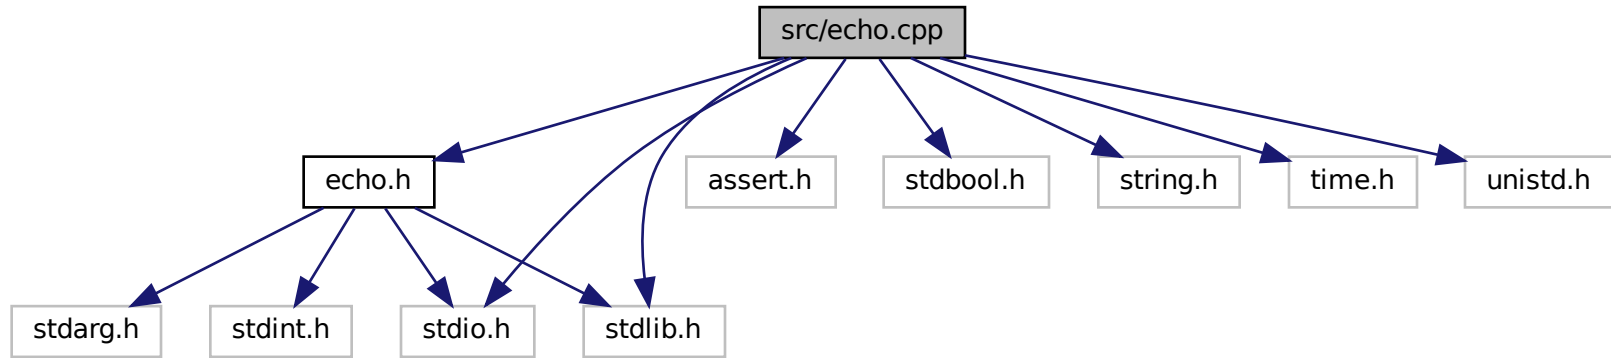 src/echo.cpp
echo.h
assert.h
stdbool.h
string.h
time.h
unistd.h
stdarg.h
stdint.h
stdio.h
stdlib.h